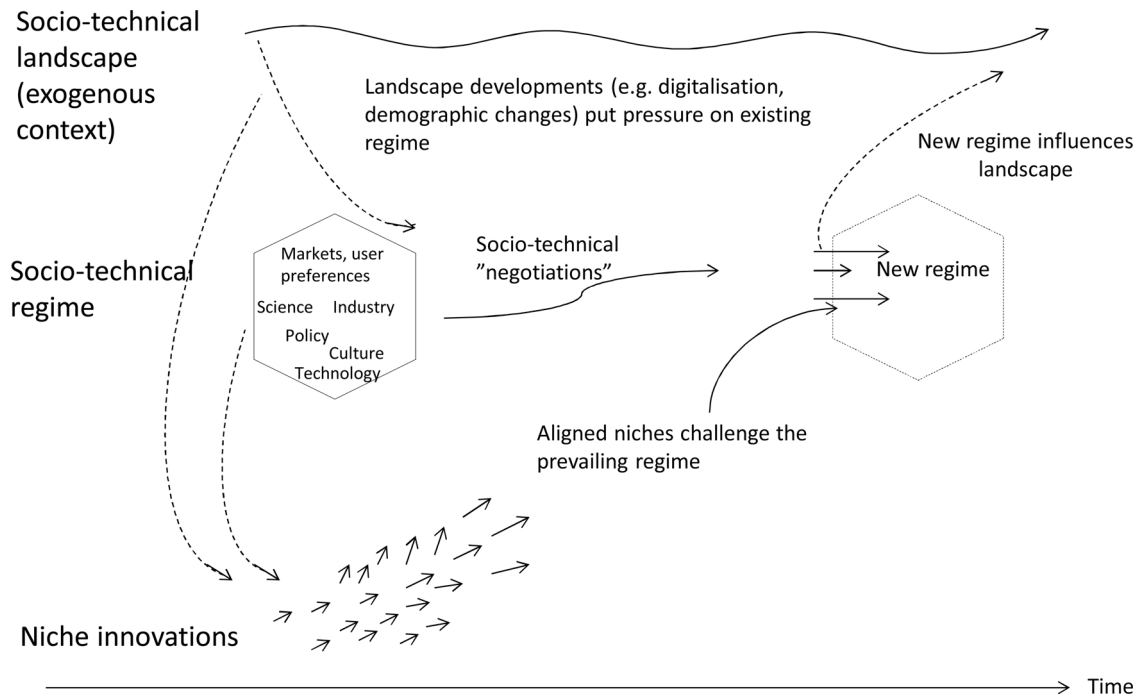 Socio-technical
landscape
(exogenous
context)
Landscape developments (e.g. digitalisation,
demographic changes) put pressure on existing
regime
New regime influences
landscape
Socio-technical
regime
Markets, user
preferences
Science Industry
Policy
Culture
Technology
Socio-technical
”negotiations”
New regime
Aligned niches challenge the
prevailing regime
Niche innovations
Time